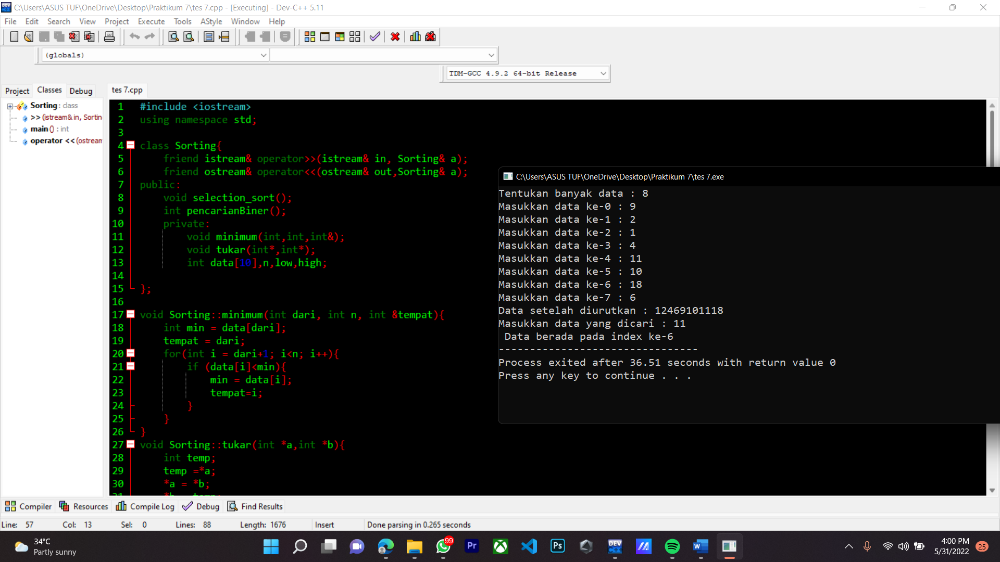 C:\Users\ASUS TUF\OneDrive\Desktop\Praktikum 7\tes 7.cpp - [Executing] - Dev-C++ 5.11
File Edit Search View Project Execute Tools AStyle Window Help
(globals)
TDM-GCC 4.9.2 64-bit Release
Project Classes Debug
tes 7.cpp
Sorting : class
>> (istream& in, Sortin
main () : int
operator << (ostream
1 #include <iostream>
2 using namespace std;
3
4 class Sorting{
5 friend istream& operator>>(istream& in, Sorting& a);
6 friend ostream& operator<<(ostream& out,Sorting& a);
7 public:
8 void selection_sort();
9 int pencarianBiner();
10 private:
11 void minimum(int,int,int&);
12 void tukar(int*,int*);
13 int data[10],n,low,high;
14
15 };
16
17 void Sorting::minimum(int dari, int n, int &tempat){
18 int min = data[dari];
19 tempat = dari;
20 for(int i = dari+1; i<n; i++){
21 if (data[i]<min){
22 min = data[i];
23 tempat=i;
24 }
25 }
26 }
27 void Sorting::tukar(int *a,int *b){
28 int temp;
29 temp =*a;
30 *a = *b;
C:\Users\ASUS TUF\OneDrive\Desktop\Praktikum 7\tes 7.exe
Tentukan banyak data : 8
Masukkan data ke-0 : 9
Masukkan data ke-1 : 2
Masukkan data ke-2 : 1
Masukkan data ke-3 : 4
Masukkan data ke-4 : 11
Masukkan data ke-5 : 10
Masukkan data ke-6 : 18
Masukkan data ke-7 : 6
Data setelah diurutkan : 12469101118
Masukkan data yang dicari : 11
Data berada pada index ke-6
--------------------------------
Process exited after 36.51 seconds with return value 0
Press any key to continue . . .
Compiler Resources Compile Log Debug Find Results
Line: 57 Col: 13 Sel: 0 Lines: 88 Length: 1676 Insert Done parsing in 0.265 seconds
34°C
Partly sunny
99
Pr
Ps
DEV C++
W
4:00 PM
5/31/2022
25